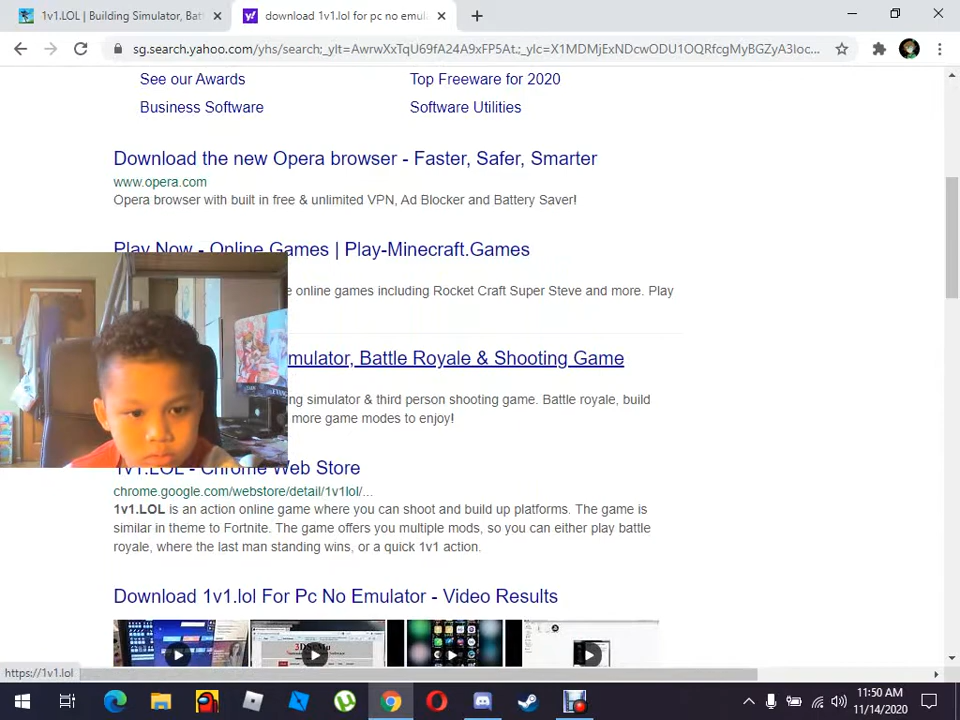 1v1.LOL | Building Simulator, Bat
download 1v1.lol for pc no emul
sg.search.yahoo.com/yhs/search;_ylt=AwrwXxTqU69fA24A9xFP5At.;_ylc=X1MDMjExNDcwODU1OQRfcgMyBGZyA3loc...
See our Awards
Top Freeware for 2020
Business Software
Software Utilities
Download the new Opera browser - Faster, Safer, Smarter
www.opera.com
Opera browser with built in free & unlimited VPN, Ad Blocker and Battery Saver!
Play Now - Online Games | Play-Minecraft.Games
online games including Rocket Craft Super Steve and more. Play
mulator, Battle Royale & Shooting Game
ng simulator & third person shooting game. Battle royale, build
more game modes to enjoy!
1v1.LOL - Chrome Web Store
chrome.google.com/webstore/detail/1v1lol/...
1v1.LOL is an action online game where you can shoot and build up platforms. The game is
similar in theme to Fortnite. The game offers you multiple mods, so you can either play battle
royale, where the last man standing wins, or a quick 1v1 action.
Download 1v1.lol For Pc No Emulator - Video Results
https://1v1.lol
11:50 AM
11/14/2020